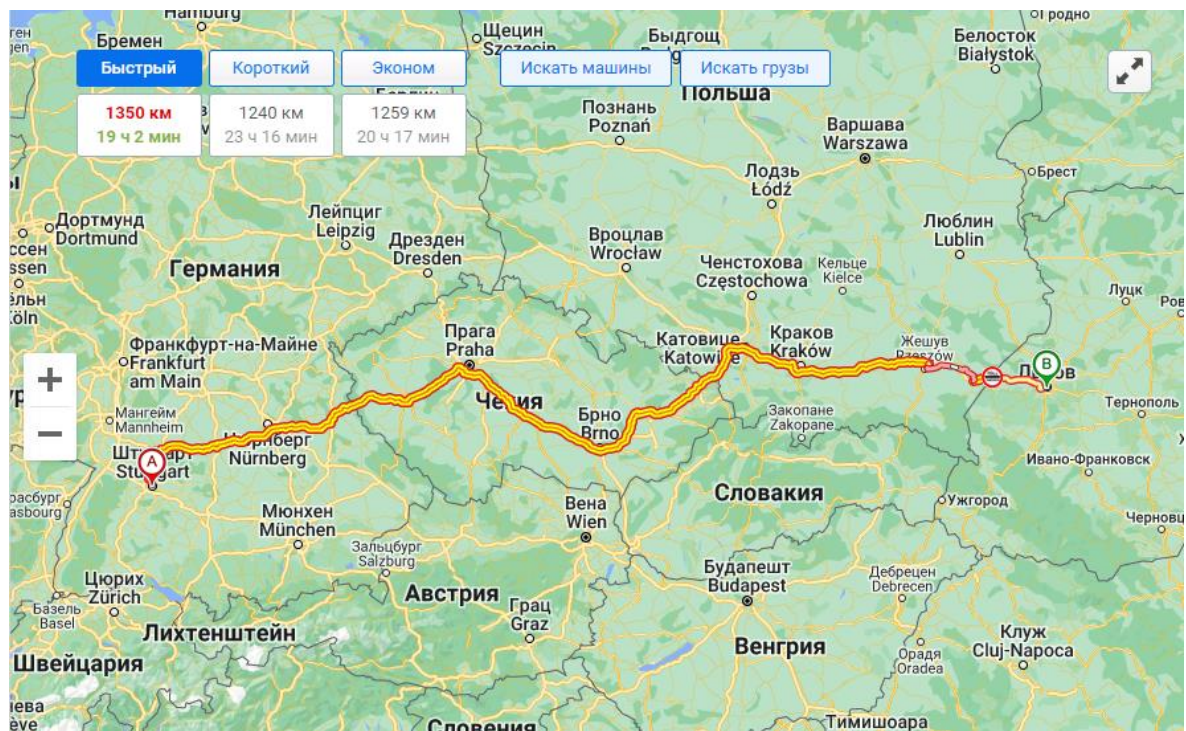 Hamburg
Гродно
Щецин
Szczecin
Быдгощ
Белосток
Białystok
Бремен
Быстрый
Короткий
Эконом
Искать машины
Искать грузы
Польша
1350 км
19 ч 2 мин
1240 км
23 ч 16 мин
1259 км
20 ч 17 мин
Познань
Poznań
Варшава
Warszawa
Брест
Лодзь
Łódź
Дортмунд
Dortmund
Лейпциг
Leipzig
Дрезден
Dresden
Вроцлав
Wrocław
Люблин
Lublin
Германия
Ченстохова
Częstochowa
Кельце
Kielce
Луцк
Köln
Прага
Praha
Катовице
Katowice
Краков
Kraków
Жешув
Rzeszów
B
Франкфурт-на-Майне
Frankfurt
am Main
+
−
Мангейм
Mannheim
Чехия
Брно
Brno
Закопане
Zakopane
Тернополь
A
Stuttgart
Nürnberg
Ивано-Франковск
Мюнхен
München
Вена
Wien
Словакия
Ужгород
Зальцбург
Salzburg
Цюрих
Zürich
Австрия
Будапешт
Budapest
Дебрецен
Debrecen
Базель
Basel
Грац
Graz
Лихтенштейн
Венгрия
Орадя
Oradea
Клуж
Cluj-Napoca
Швейцария
Словения
Тимишоара